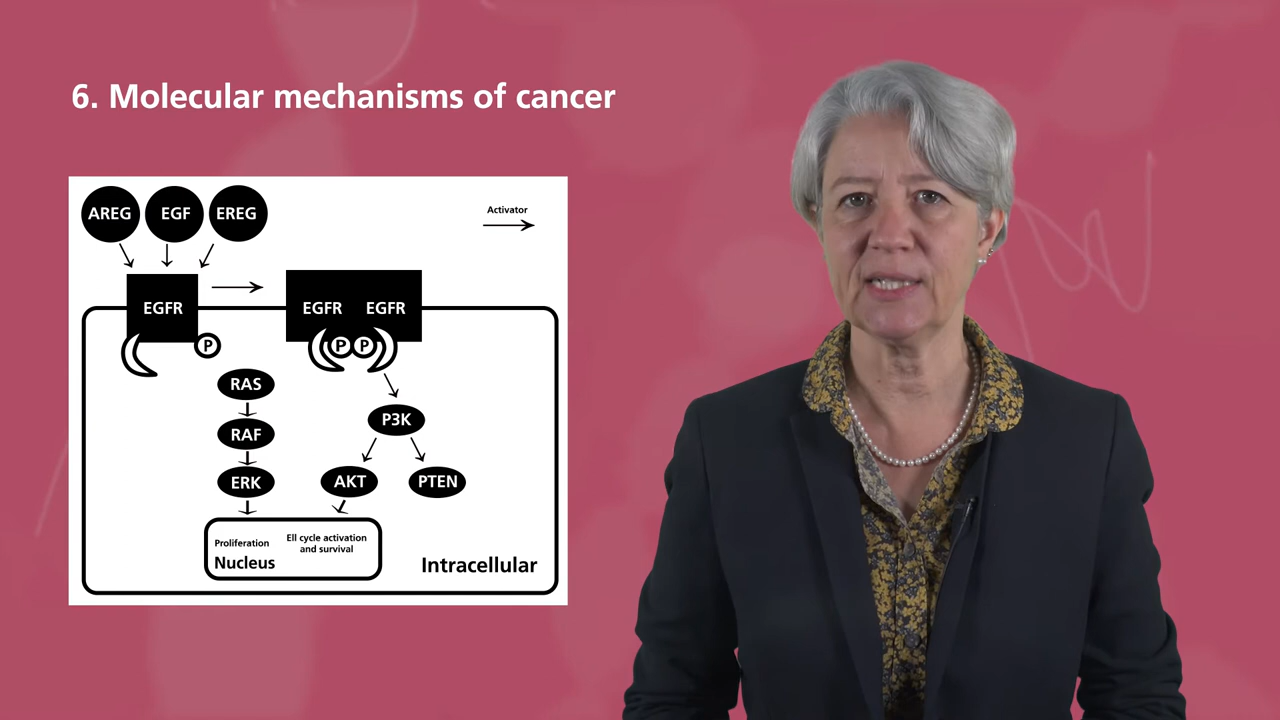 6. Molecular mechanisms of cancer
AREG
EGF
EREG
Activator
EGFR
EGFR
EGFR
P
P
P
RAS
RAF
P3K
ERK
AKT
PTEN
Proliferation
Nucleus
Ell cycle activation
and survival
Intracellular